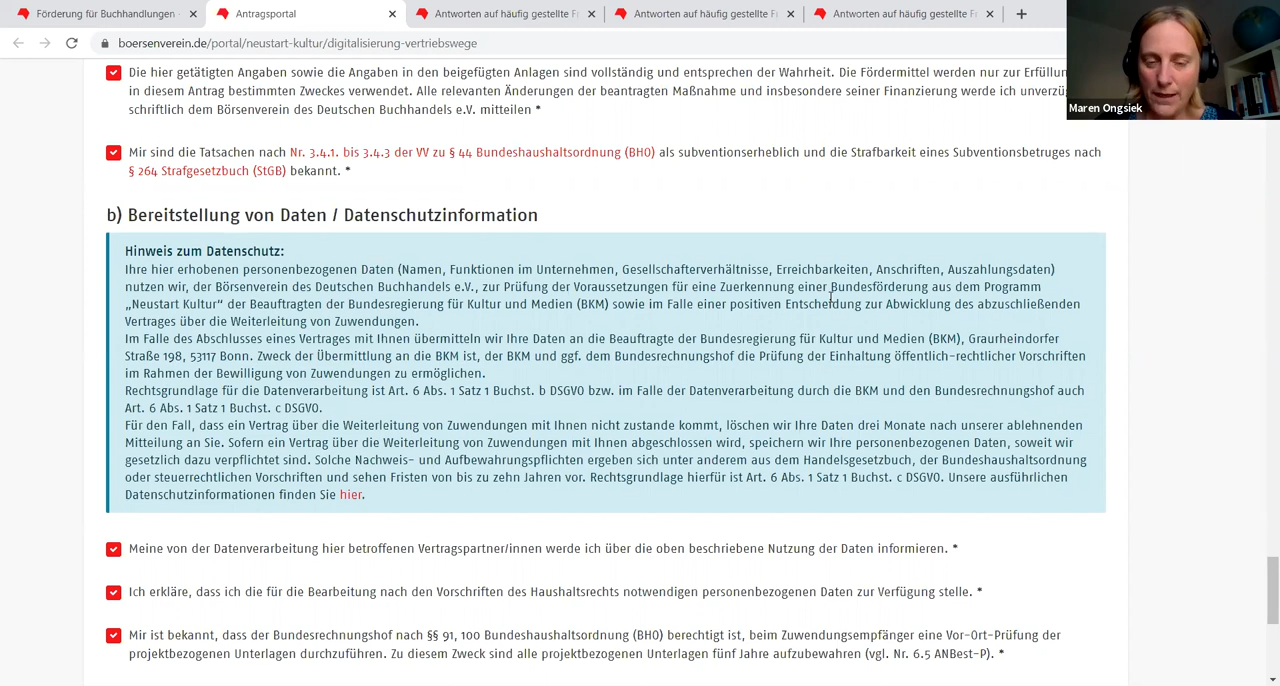 Förderung für Buchhandlungen
Antragsportal
Antworten auf häufig gestellte Fr
Antworten auf häufig gestellte Fr
Antworten auf häufig gestellte Fr
boersenverein.de/portal/neustart-kultur/digitalisierung-vertriebswege
Maren Ongsiek
Die hier getätigten Angaben sowie die Angaben in den beigefügten Anlagen sind vollständig und entsprechen der Wahrheit. Die Fördermittel werden nur zur Erfüllun
in diesem Antrag bestimmten Zweckes verwendet. Alle relevanten Änderungen der beantragten Maßnahme und insbesondere seiner Finanzierung werde ich unverzüg
schriftlich dem Börsenverein des Deutschen Buchhandels e.V. mitteilen *
Mir sind die Tatsachen nach Nr. 3.4.1. bis 3.4.3 der VV zu § 44 Bundeshaushaltsordnung (BHO) als subventionserheblich und die Strafbarkeit eines Subventionsbetruges nach
§ 264 Strafgesetzbuch (StGB) bekannt. *
b) Bereitstellung von Daten / Datenschutzinformation
Hinweis zum Datenschutz:
Ihre hier erhobenen personenbezogenen Daten (Namen, Funktionen im Unternehmen, Gesellschafterverhältnisse, Erreichbarkeiten, Anschriften, Auszahlungsdaten)
nutzen wir, der Börsenverein des Deutschen Buchhandels e.V., zur Prüfung der Voraussetzungen für eine Zuerkennung einer Bundesförderung aus dem Programm
„Neustart Kultur“ der Beauftragten der Bundesregierung für Kultur und Medien (BKM) sowie im Falle einer positiven Entscheidung zur Abwicklung des abzuschließenden
Vertrages über die Weiterleitung von Zuwendungen.
Im Falle des Abschlusses eines Vertrages mit Ihnen übermitteln wir Ihre Daten an die Beauftragte der Bundesregierung für Kultur und Medien (BKM), Graurheindorfer
Straße 198, 53117 Bonn. Zweck der Übermittlung an die BKM ist, der BKM und ggf. dem Bundesrechnungshof die Prüfung der Einhaltung öffentlich-rechtlicher Vorschriften
im Rahmen der Bewilligung von Zuwendungen zu ermöglichen.
Rechtsgrundlage für die Datenverarbeitung ist Art. 6 Abs. 1 Satz 1 Buchst. b DSGVO bzw. im Falle der Datenverarbeitung durch die BKM und den Bundesrechnungshof auch
Art. 6 Abs. 1 Satz 1 Buchst. c DSGVO.
Für den Fall, dass ein Vertrag über die Weiterleitung von Zuwendungen mit Ihnen nicht zustande kommt, löschen wir Ihre Daten drei Monate nach unserer ablehnenden
Mitteilung an Sie. Sofern ein Vertrag über die Weiterleitung von Zuwendungen mit Ihnen abgeschlossen wird, speichern wir Ihre personenbezogenen Daten, soweit wir
gesetzlich dazu verpflichtet sind. Solche Nachweis- und Aufbewahrungspflichten ergeben sich unter anderem aus dem Handelsgesetzbuch, der Bundeshaushaltsordnung
oder steuerrechtlichen Vorschriften und sehen Fristen von bis zu zehn Jahren vor. Rechtsgrundlage hierfür ist Art. 6 Abs. 1 Satz 1 Buchst. c DSGVO. Unsere ausführlichen
Datenschutzinformationen finden Sie hier.
Meine von der Datenverarbeitung hier betroffenen Vertragspartner/innen werde ich über die oben beschriebene Nutzung der Daten informieren. *
Ich erkläre, dass ich die für die Bearbeitung nach den Vorschriften des Haushaltsrechts notwendigen personenbezogenen Daten zur Verfügung stelle. *
Mir ist bekannt, dass der Bundesrechnungshof nach §§ 91, 100 Bundeshaushaltsordnung (BHO) berechtigt ist, beim Zuwendungsempfänger eine Vor-Ort-Prüfung der
projektbezogenen Unterlagen durchzuführen. Zu diesem Zweck sind alle projektbezogenen Unterlagen fünf Jahre aufzubewahren (vgl. Nr. 6.5 ANBest-P). *